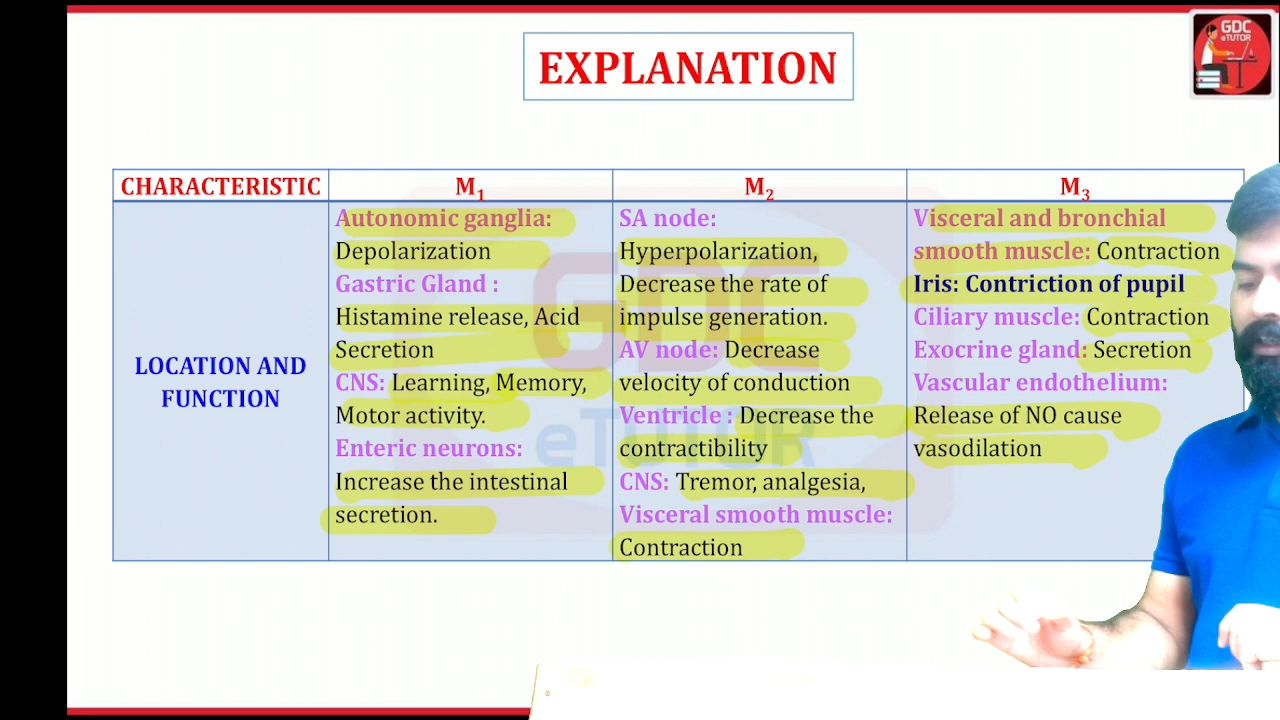 GDC
eTUTOR
EXPLANATION
CHARACTERISTIC
M1
M2
M3
LOCATION AND
FUNCTION
Autonomic ganglia:
Depolarization
Gastric Gland :
Histamine release, Acid
Secretion
CNS: Learning, Memory,
Motor activity.
Enteric neurons:
Increase the intestinal
secretion.
SA node:
Hyperpolarization,
Decrease the rate of
impulse generation.
AV node: Decrease
velocity of conduction
Ventricle : Decrease the
contractibility
CNS: Tremor, analgesia,
Visceral smooth muscle:
Contraction
Visceral and bronchial
smooth muscle: Contraction
Iris: Contriction of pupil
Ciliary muscle: Contraction
Exocrine gland: Secretion
Vascular endothelium:
Release of NO cause
vasodilation
GDC
eTUTOR